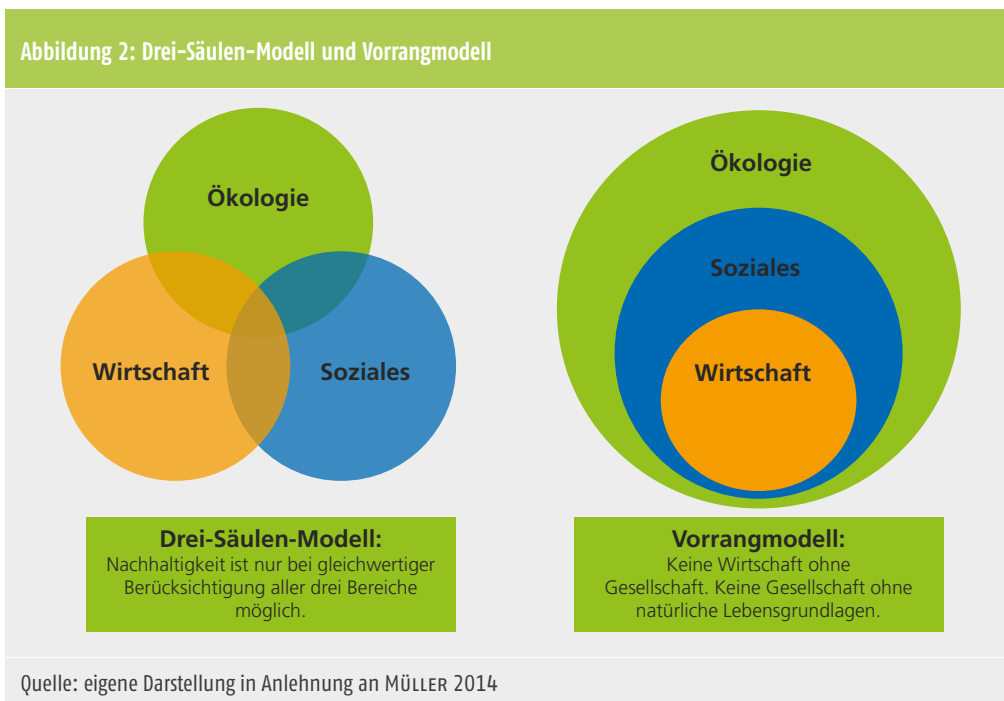 Abbildung 2: Drei-Säulen-Modell und Vorrangmodell
Ökologie
Wirtschaft
Soziales
Drei-Säulen-Modell:
Nachhaltigkeit ist nur bei gleichwertiger
Berücksichtigung aller drei Bereiche
möglich.
Ökologie
Soziales
Wirtschaft
Vorrangmodell:
Keine Wirtschaft ohne
Gesellschaft. Keine Gesellschaft ohne
natürliche Lebensgrundlagen.
Quelle: eigene Darstellung in Anlehnung an MÜLLER 2014